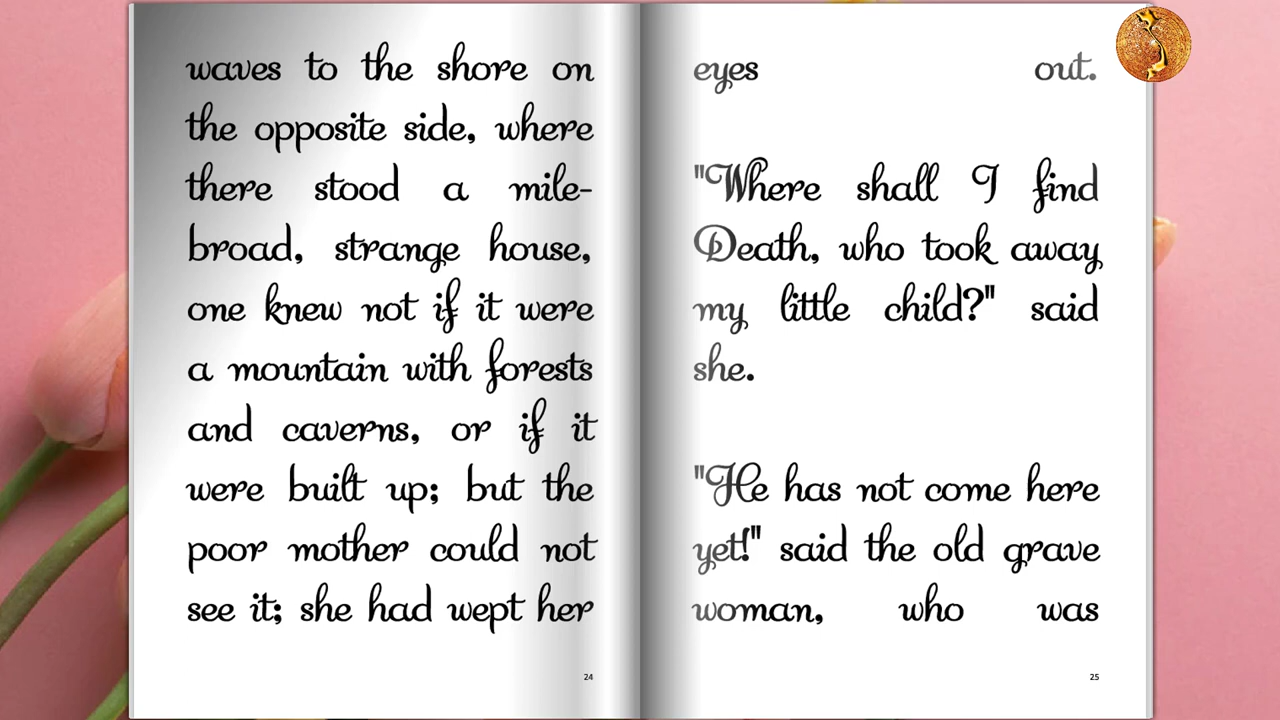 waves to the shore on
the opposite side, where
there stood a mile-
broad, strange house,
one knew not if it were
a mountain with forests
and caverns, or if it
were built up; but the
poor mother could not
see it; she had wept her
24
eyes out.
"Where shall I find
Death, who took away
my little child?" said
she.
"He has not come here
yet!" said the old grave
woman, who was
25